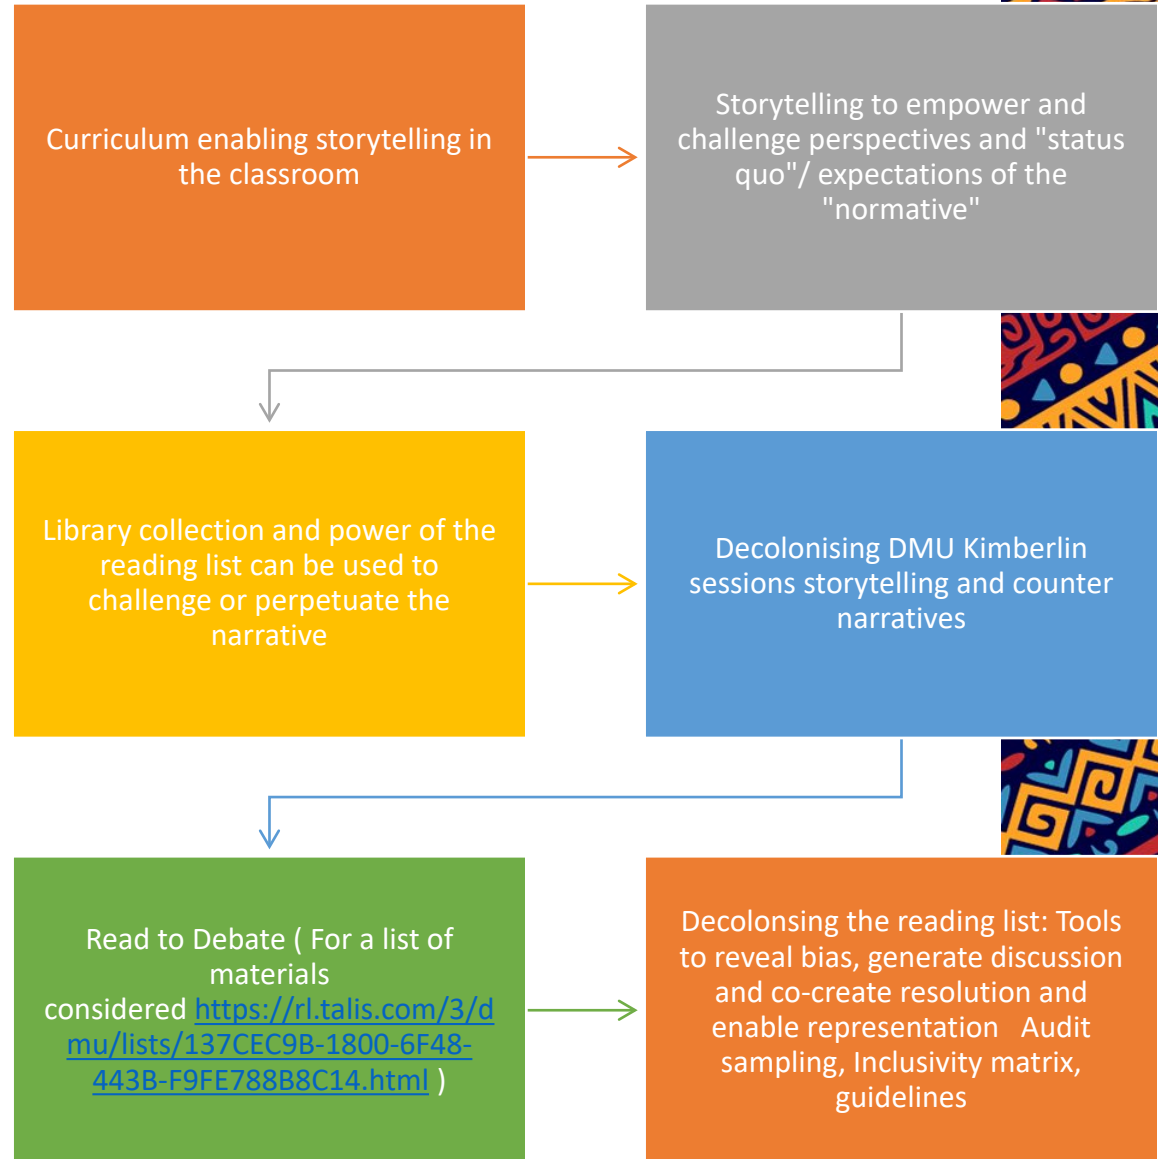 Curriculum enabling storytelling in
the classroom
Storytelling to empower and
challenge perspectives and "status
quo"/ expectations of the
"normative"
Library collection and power of the
reading list can be used to
challenge or perpetuate the
narrative
Decolonising DMU Kimberlin
sessions storytelling and counter
narratives
Read to Debate ( For a list of
materials
considered https://rl.talis.com/3/d
mu/lists/137CEC9B-1800-6F48-
443B-F9FE788B8C14.html )
Decolonsing the reading list: Tools
to reveal bias, generate discussion
and co-create resolution and
enable representation   Audit
sampling, Inclusivity matrix,
guidelines